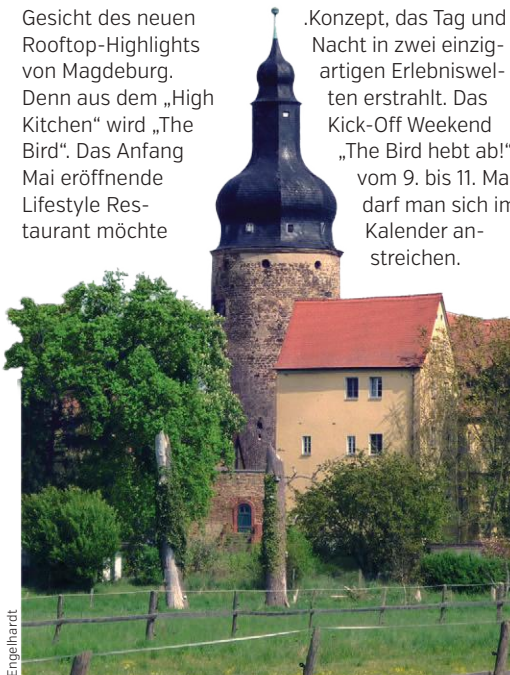 Gesicht des neuen
Rooftop-Highlights
von Magdeburg.
Denn aus dem „High
Kitchen“ wird „The
Bird“. Das Anfang
Mai eröffnende
Lifestyle Res-
taurant möchte
.Konzept, das Tag und
Nacht in zwei einzig-
artigen Erlebniswel-
ten erstrahlt. Das
Kick-Off Weekend
„The Bird hebt ab!“
vom 9. bis 11. Ma
darf man sich im
Kalender an-
streichen.
Engelhardt